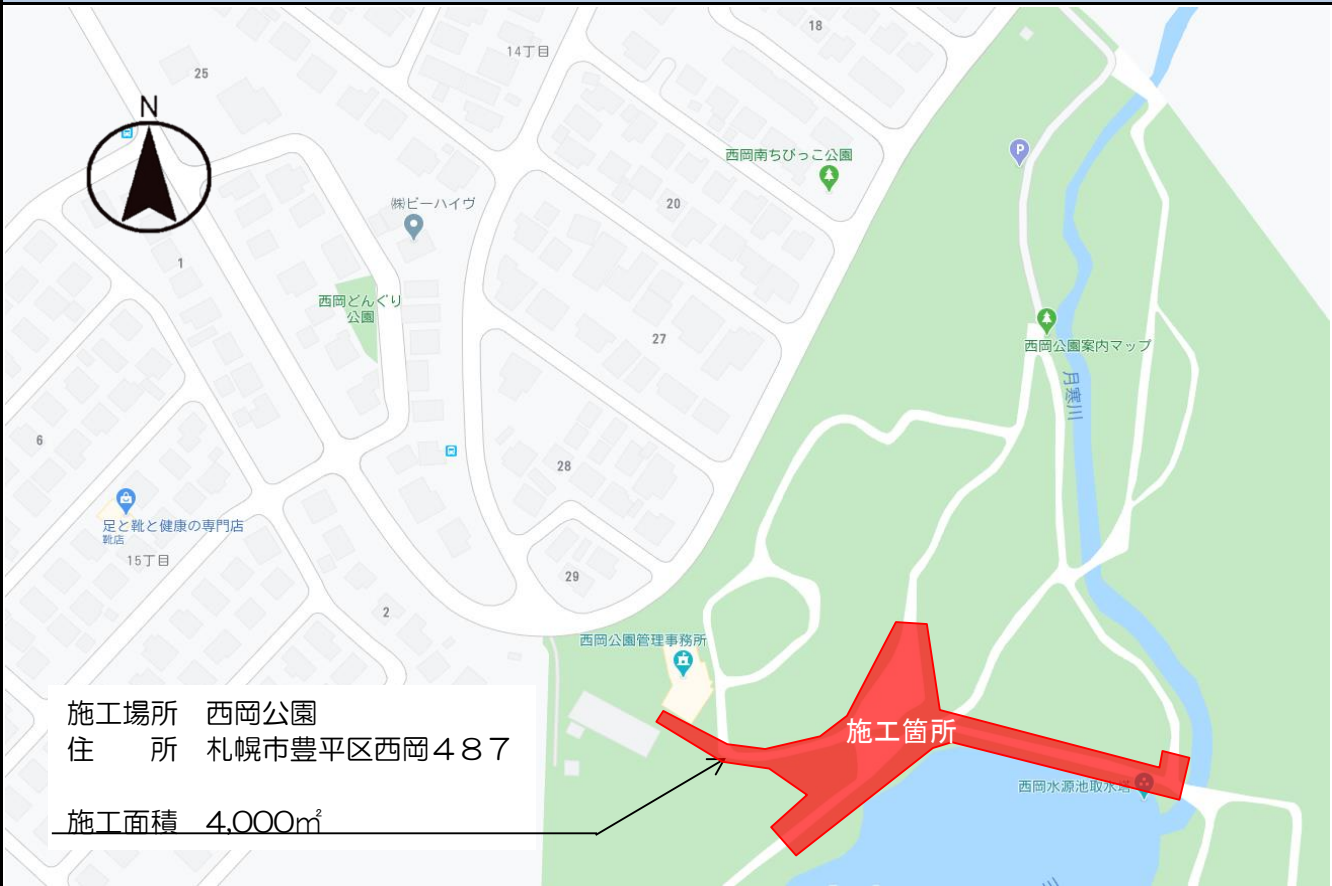 18
14丁目
25
N
西岡南ちびっこ公園
P
㈱ビーハイヴ
20
1
西岡どんぐり
公園
27
西岡公園案内マップ
月寒川
6
28
足と靴と健康の専門店
靴店
15丁目
29
2
西岡公園管理事務所
施工場所　西岡公園
住　　所　札幌市豊平区西岡４８７
施工箇所
西岡水源池取水塔
施工面積　4,000㎡